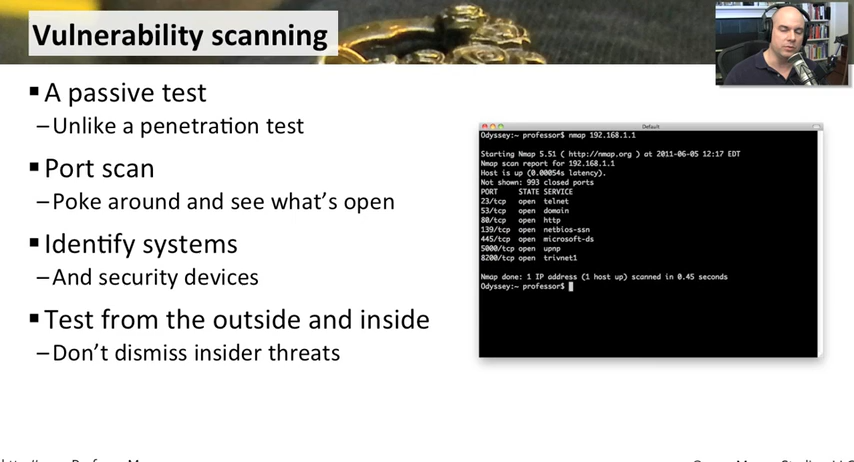 Vulnerability scanning
▪ A passive test
– Unlike a penetration test
▪ Port scan
– Poke around and see what's open
▪ Identify systems
– And security devices
▪ Test from the outside and inside
– Don't dismiss insider threats
Default
Odyssey:~ professor$ nmap 192.168.1.1
Starting Nmap 5.51 ( http://nmap.org ) at 2011-06-05 12:17 EDT
Nmap scan report for 192.168.1.1
Host is up (0.00054s latency).
Not shown: 993 closed ports
PORT STATE SERVICE
23/tcp open telnet
53/tcp open domain
80/tcp open http
139/tcp open netbios-ssn
445/tcp open microsoft-ds
5000/tcp open upnp
8200/tcp open trivnet1
Nmap done: 1 IP address (1 host up) scanned in 0.45 seconds
Odyssey:~ professor$